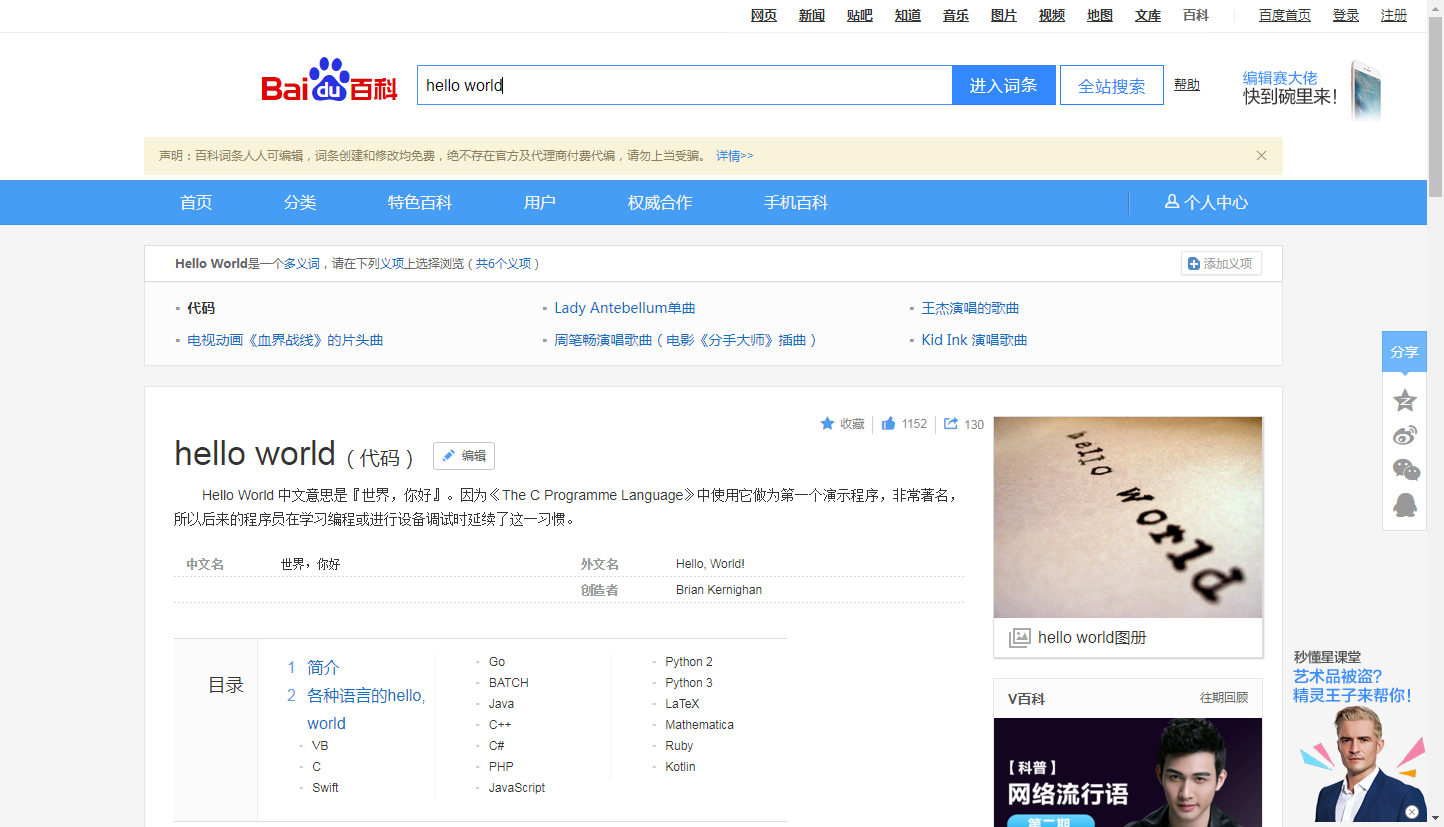 网页 新闻 贴吧 知道 音乐 图片 视频 地图 文库 百科 百度首页 登录 注册
Bai du 百科 hello world 进入词条 全站搜索 帮助
编辑赛大佬
快到碗里来!
声明：百科词条人人可编辑，词条创建和修改均免费，绝不存在官方及代理商付费代编，请勿上当受骗。 详情>>
首页 分类 特色百科 用户 权威合作 手机百科 个人中心
Hello World是一个多义词，请在下列义项上选择浏览（共6个义项） 添加义项
代码 Lady Antebellum单曲 王杰演唱的歌曲
电视动画《血界战线》的片头曲 周笔畅演唱歌曲（电影《分手大师》插曲） Kid Ink 演唱歌曲
分享
收藏 1152 130
hello world（代码） 编辑
Hello World 中文意思是『世界，你好』。因为《The C Programme Language》中使用它做为第一个演示程序，非常著名，
所以后来的程序员在学习编程或进行设备调试时延续了这一习惯。
中文名 世界，你好 外文名 Hello, World!
创造者 Brian Kernighan
hello world
hello world图册
目录
1 简介
2 各种语言的hello,
world
- VB
- C
- Swift
- Go
- BATCH
- Java
- C++
- C#
- PHP
- JavaScript
- Python 2
- Python 3
- LaTeX
- Mathematica
- Ruby
- Kotlin
V百科 往期回顾
【科普】
网络流行语
第二期
秒懂星课堂
艺术品被盗?
精灵王子来帮你!